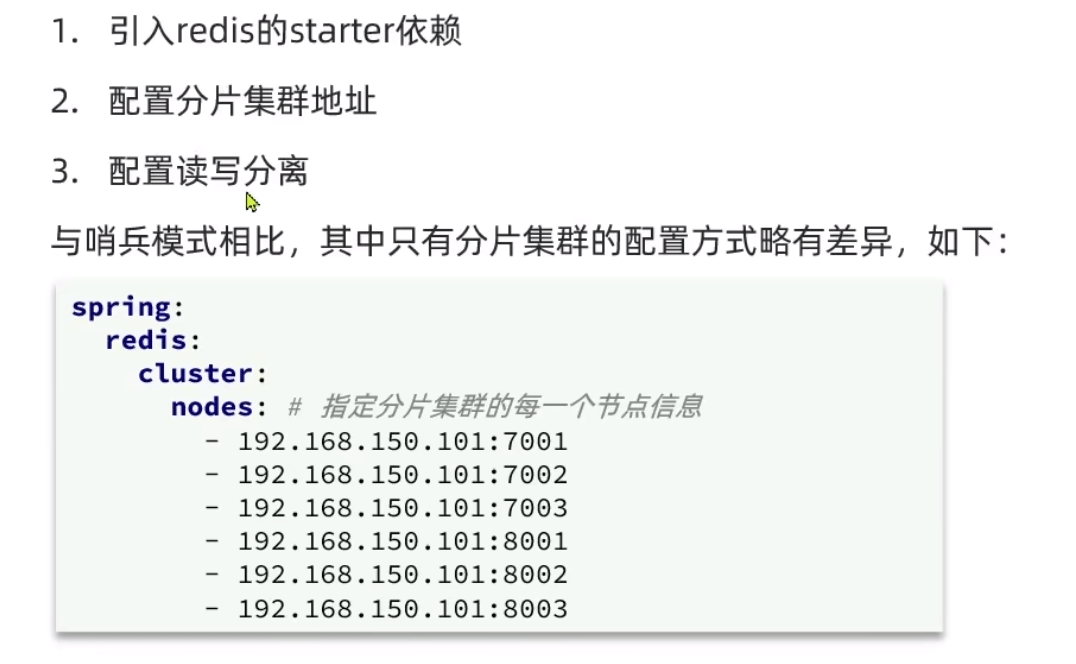 1. 引入redis的starter依赖
2. 配置分片集群地址
3. 配置读写分离
与哨兵模式相比，其中只有分片集群的配置方式略有差异，如下：
spring:
  redis:
    cluster:
      nodes: # 指定分片集群的每一个节点信息
        - 192.168.150.101:7001
        - 192.168.150.101:7002
        - 192.168.150.101:7003
        - 192.168.150.101:8001
        - 192.168.150.101:8002
        - 192.168.150.101:8003